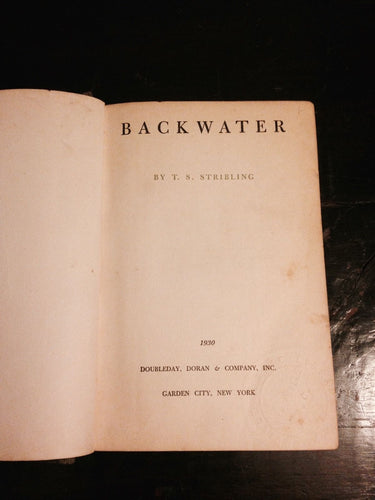 BACKWATER
BY T. S. STRIBLING
1930
DOUBLEDAY, DORAN & COMPANY, INC.
GARDEN CITY, NEW YORK